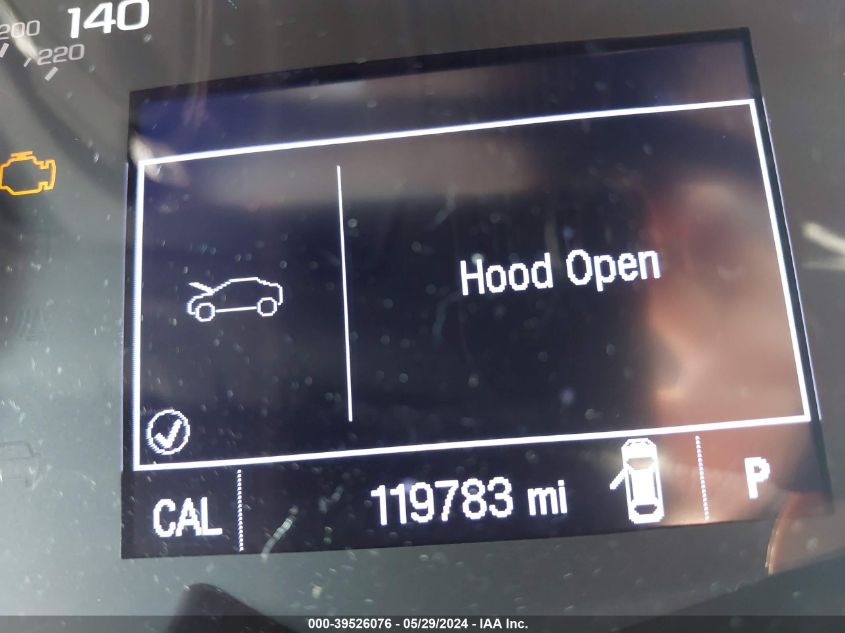 200
140
220
Hood Open
CAL
119783 mi
P
000-39526076 - 05/29/2024 - IAA Inc.